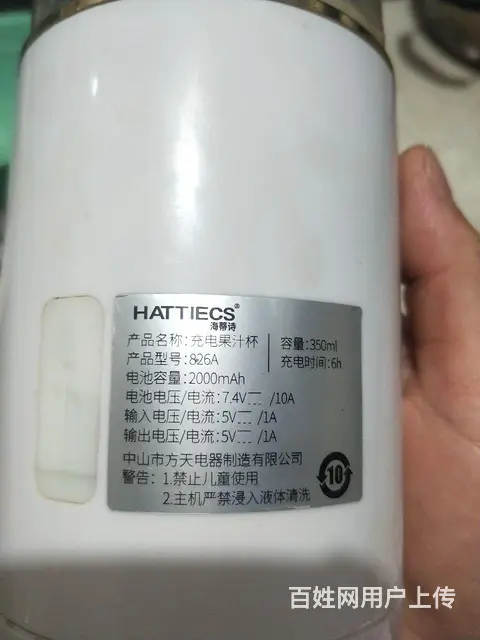 HATTIECS®
海蒂诗
产品名称:充电果汁杯 容量:350ml
产品型号:826A 充电时间:6h
电池容量:2000mAh
电池电压/电流:7.4V⎓/10A
输入电压/电流:5V⎓/1A
输出电压/电流:5V⎓/1A
中山市方天电器制造有限公司
警告:1.禁止儿童使用
2.主机严禁浸入液体清洗
10
百姓网用户上传